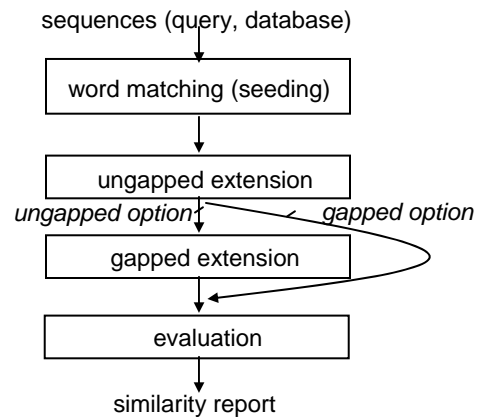 sequences (query, database)
word matching (seeding)
ungapped extension
ungapped option
gapped option
gapped extension
evaluation
similarity report